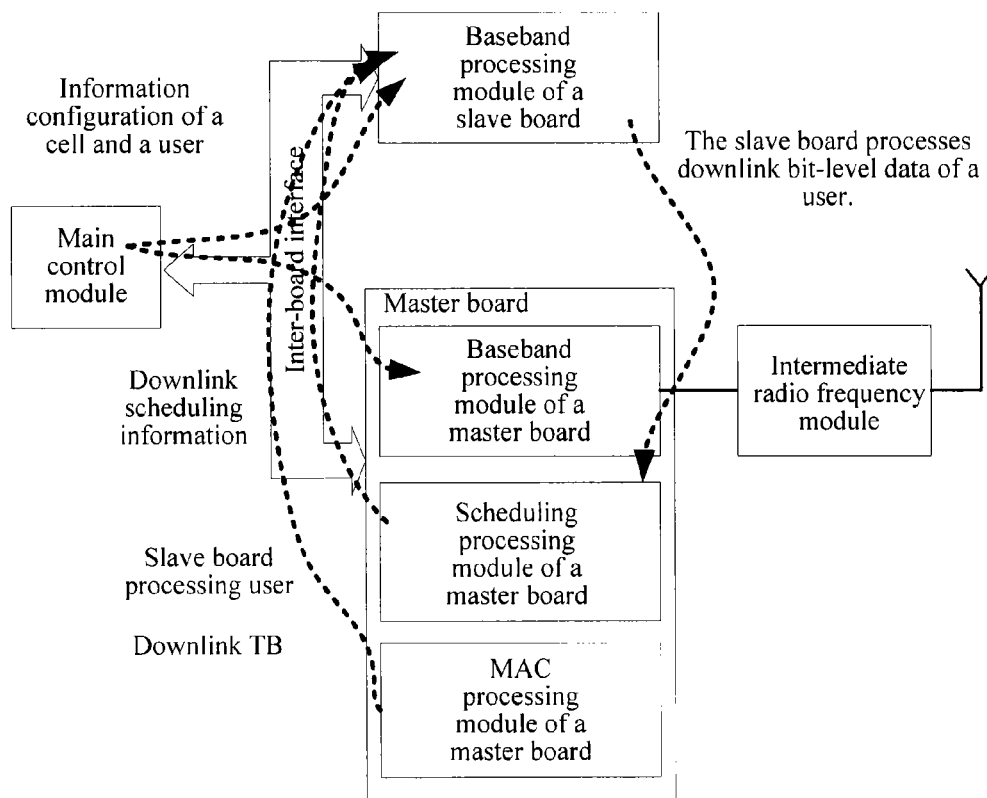 Baseband
processing
module of a
slave board
Information
configuration of a
cell and a user
The slave board processes
downlink bit-level data of a
user.
Inter-board interface
Main
control
module
Master board
Baseband
processing
module of a
master board
Intermediate
radio frequency
module
Downlink
scheduling
information
Scheduling
processing
module of a
master board
Slave board
processing user
Downlink TB
MAC
processing
module of a
master board